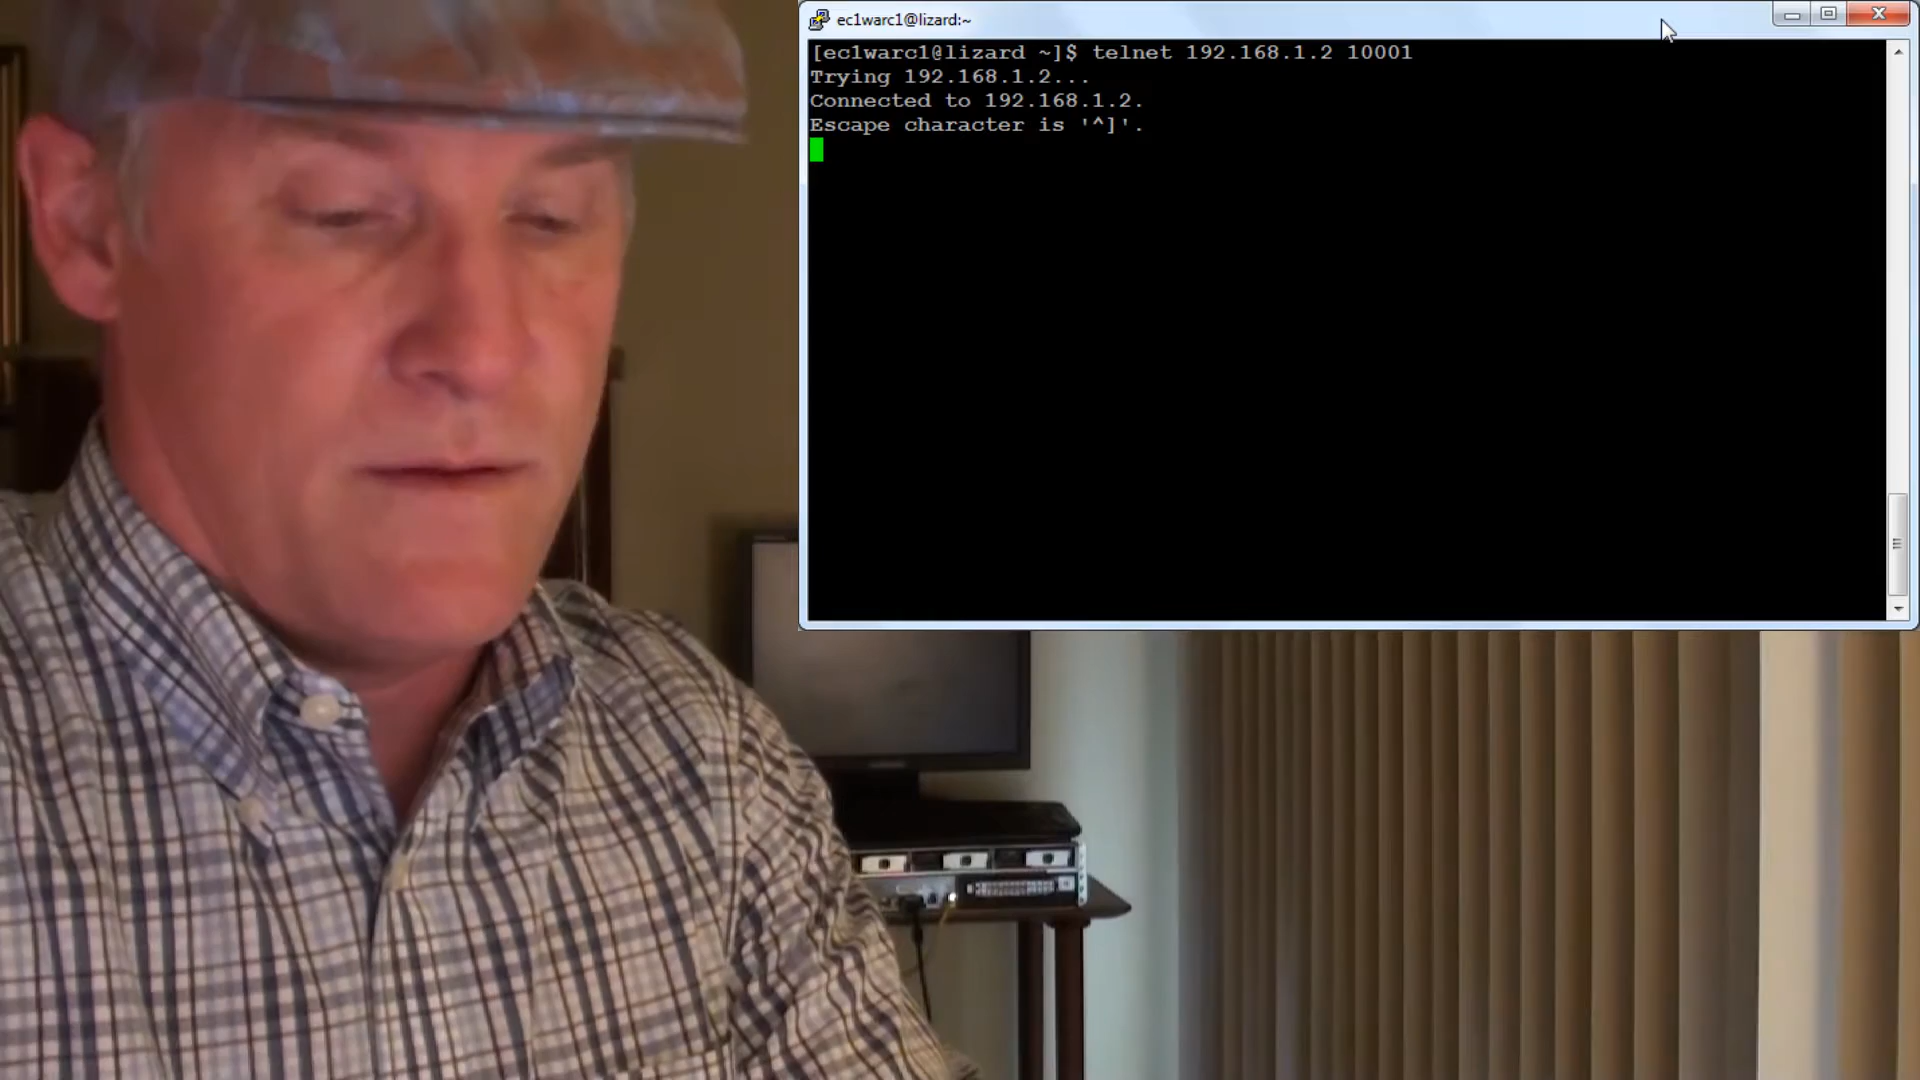 ec1warc1@lizard:~
[ec1warc1@lizard ~]$ telnet 192.168.1.2 10001
Trying 192.168.1.2...
Connected to 192.168.1.2.
Escape character is '^]'.